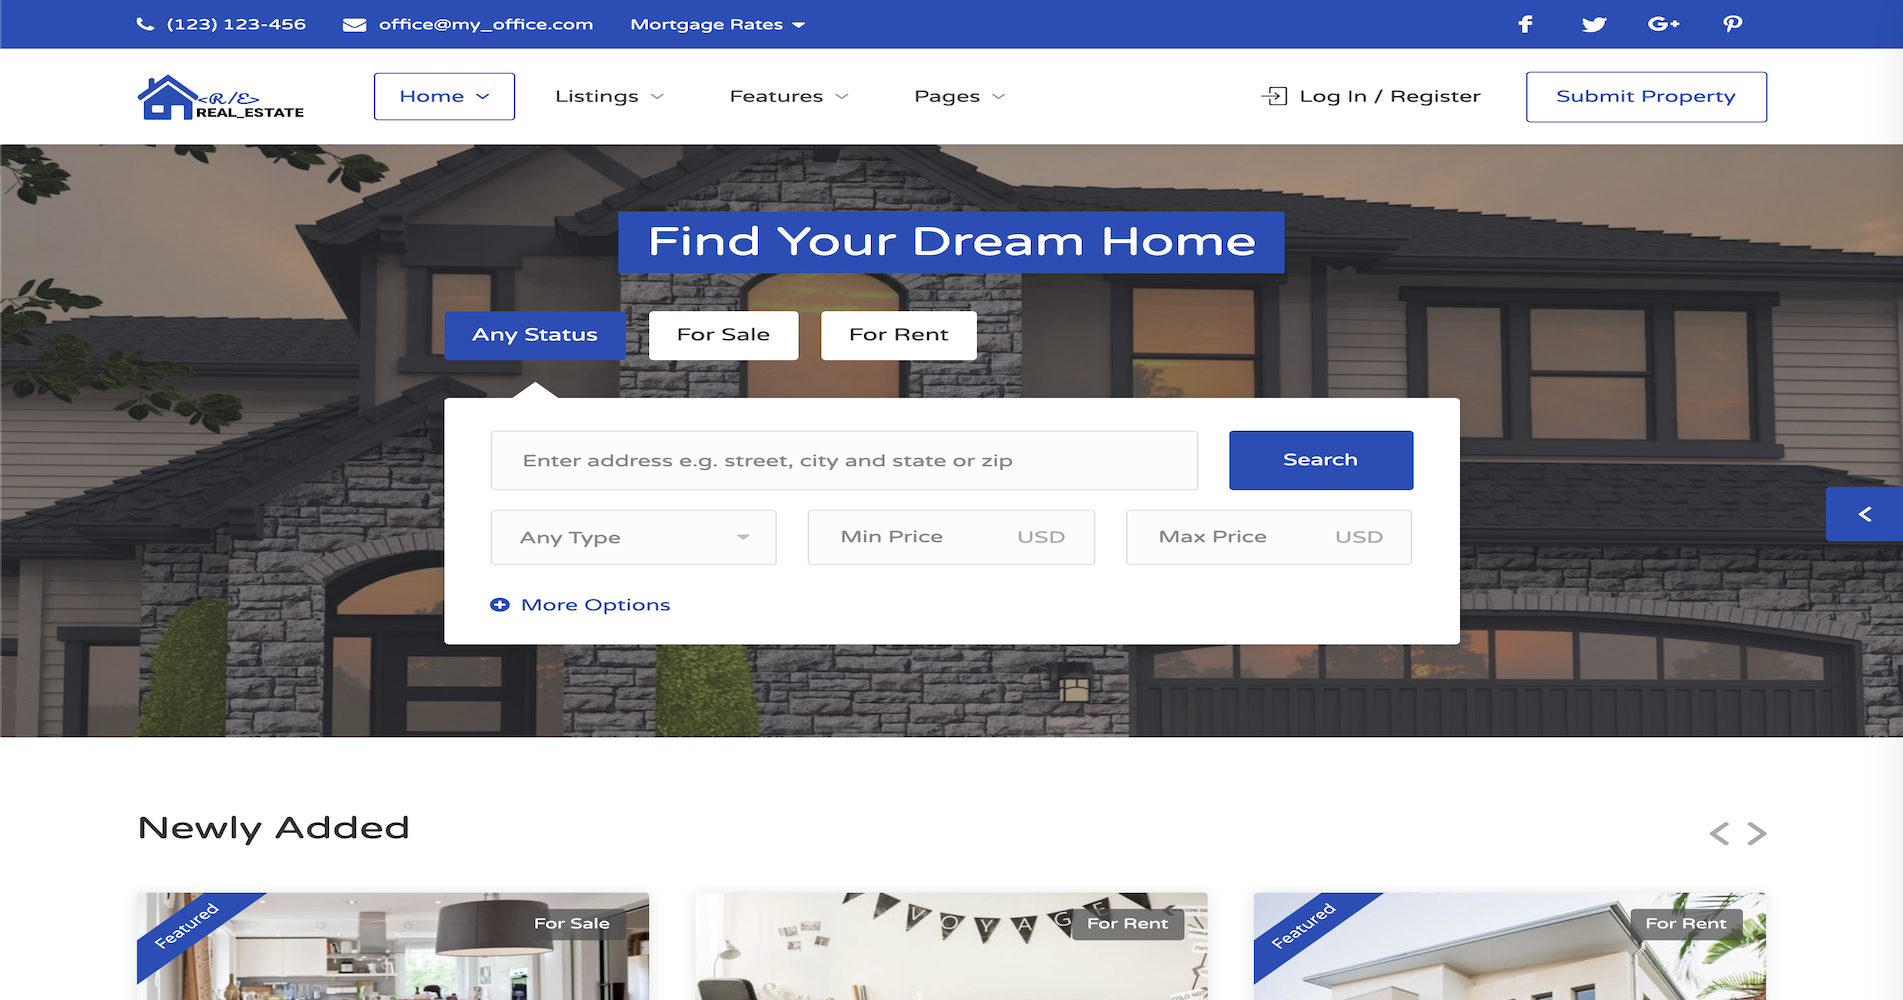 (123) 123-456 office@my_office.com Mortgage Rates
<R/E>
REAL_ESTATE
Home Listings Features Pages Log In / Register Submit Property
Find Your Dream Home
Any Status For Sale For Rent
Enter address e.g. street, city and state or zip Search
Any Type Min Price USD Max Price USD
More Options
Newly Added
Featured For Sale
VOYAGE For Rent
Featured For Rent